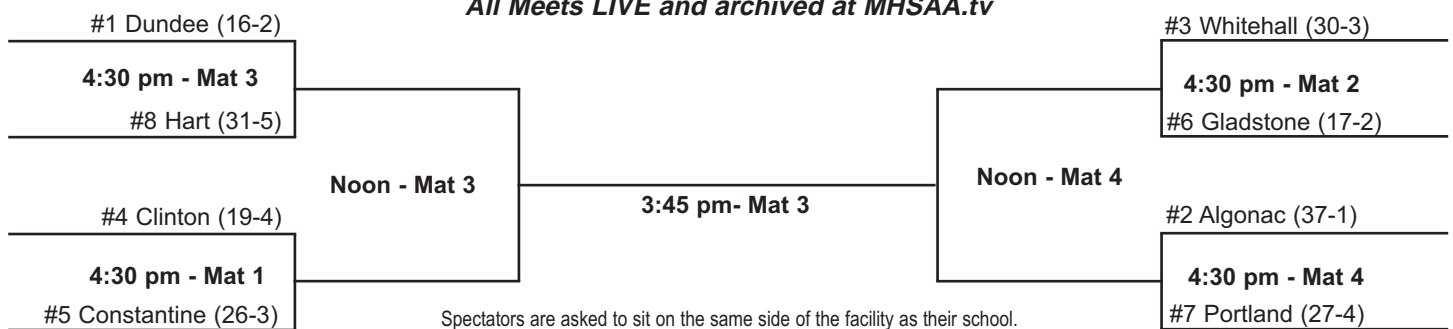 All Meets LIVE and archived at MHSAA.tv
#1 Dundee (16-2)
4:30 pm - Mat 3
#8 Hart (31-5)
Noon - Mat 3
#4 Clinton (19-4)
4:30 pm - Mat 1
#5 Constantine (26-3)
3:45 pm- Mat 3
#3 Whitehall (30-3)
4:30 pm - Mat 2
#6 Gladstone (17-2)
Noon - Mat 4
#2 Algonac (37-1)
4:30 pm - Mat 4
#7 Portland (27-4)
Spectators are asked to sit on the same side of the facility as their school.